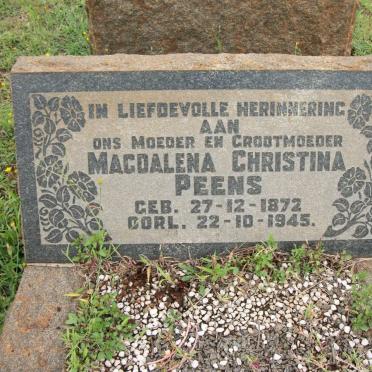 IN LIEFDEVOLLE HERINNERING
AAN
ONS MOEDER EN GROOTMOEDER
MAGDALENA CHRISTINA
PEENS
GEB. 27-12-1872
OORL. 22-10-1945.